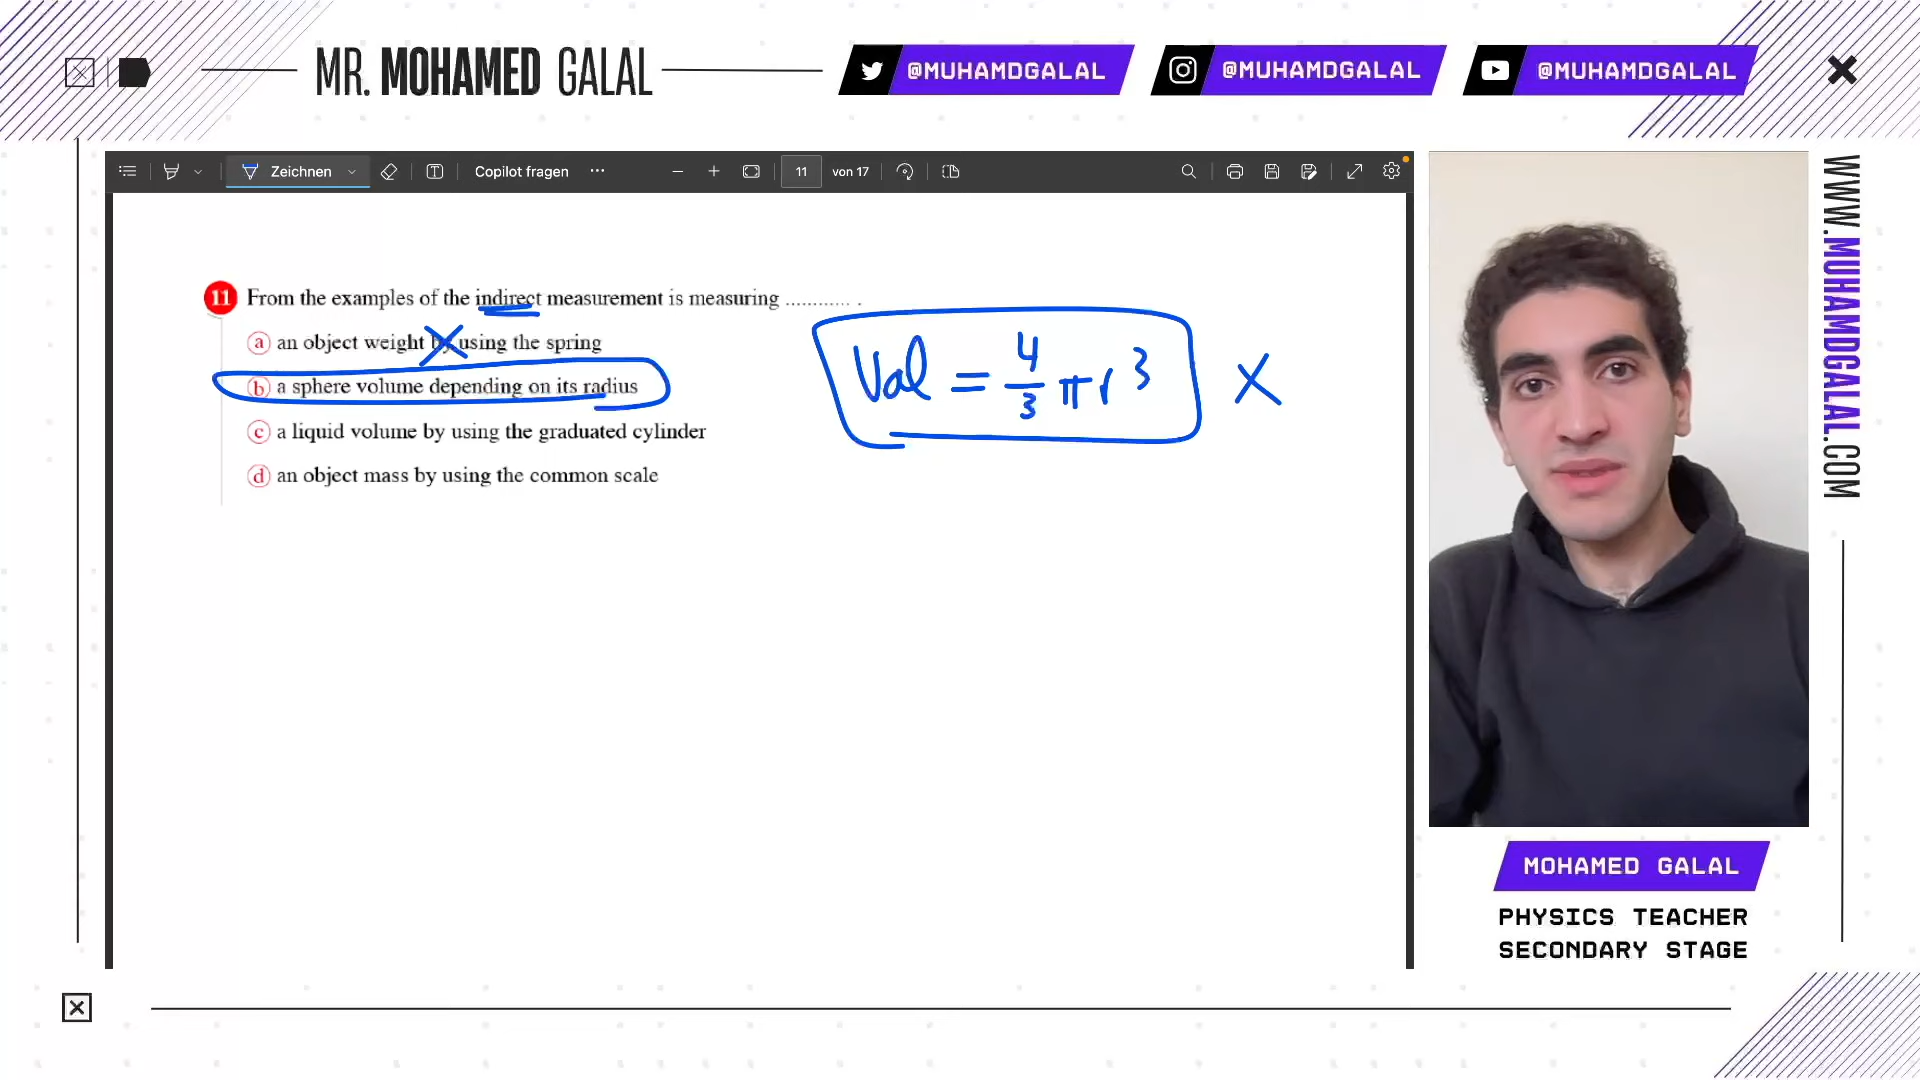 MR. MOHAMED GALAL
@MUHAMDGALAL
@MUHAMDGALAL
@MUHAMDGALAL
Zeichnen
Copilot fragen
11 von 17
11 From the examples of the indirect measurement is measuring ............ .
a an object weight by using the spring
b a sphere volume depending on its radius
c a liquid volume by using the graduated cylinder
d an object mass by using the common scale
Vol = 4/3 πr³ X
WWW.MUHAMDGALAL.COM
MOHAMED GALAL
PHYSICS TEACHER
SECONDARY STAGE